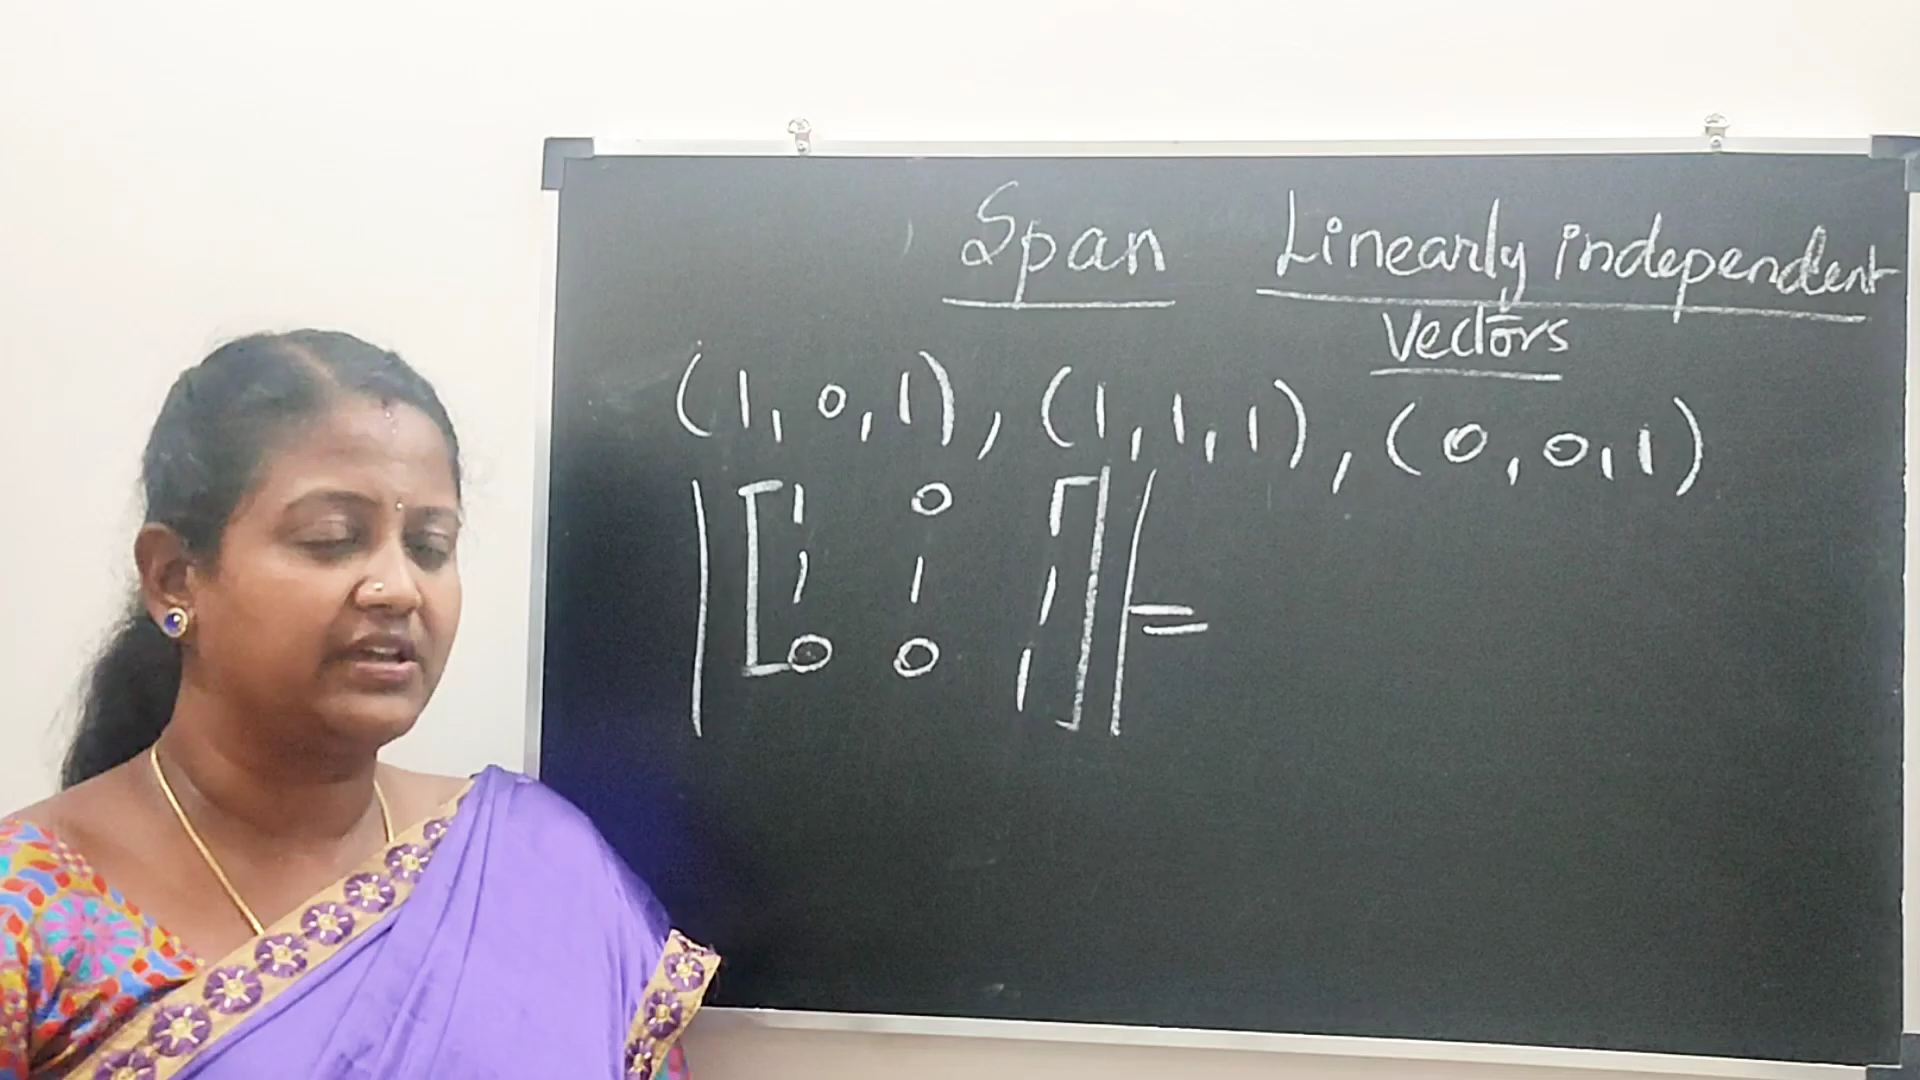 Span Linearly independent
vectors
(1, 0, 1), (1, 1, 1), (0, 0, 1)
|[1 0 1]|
|[1 1 1]| =
|[0 0 1]|